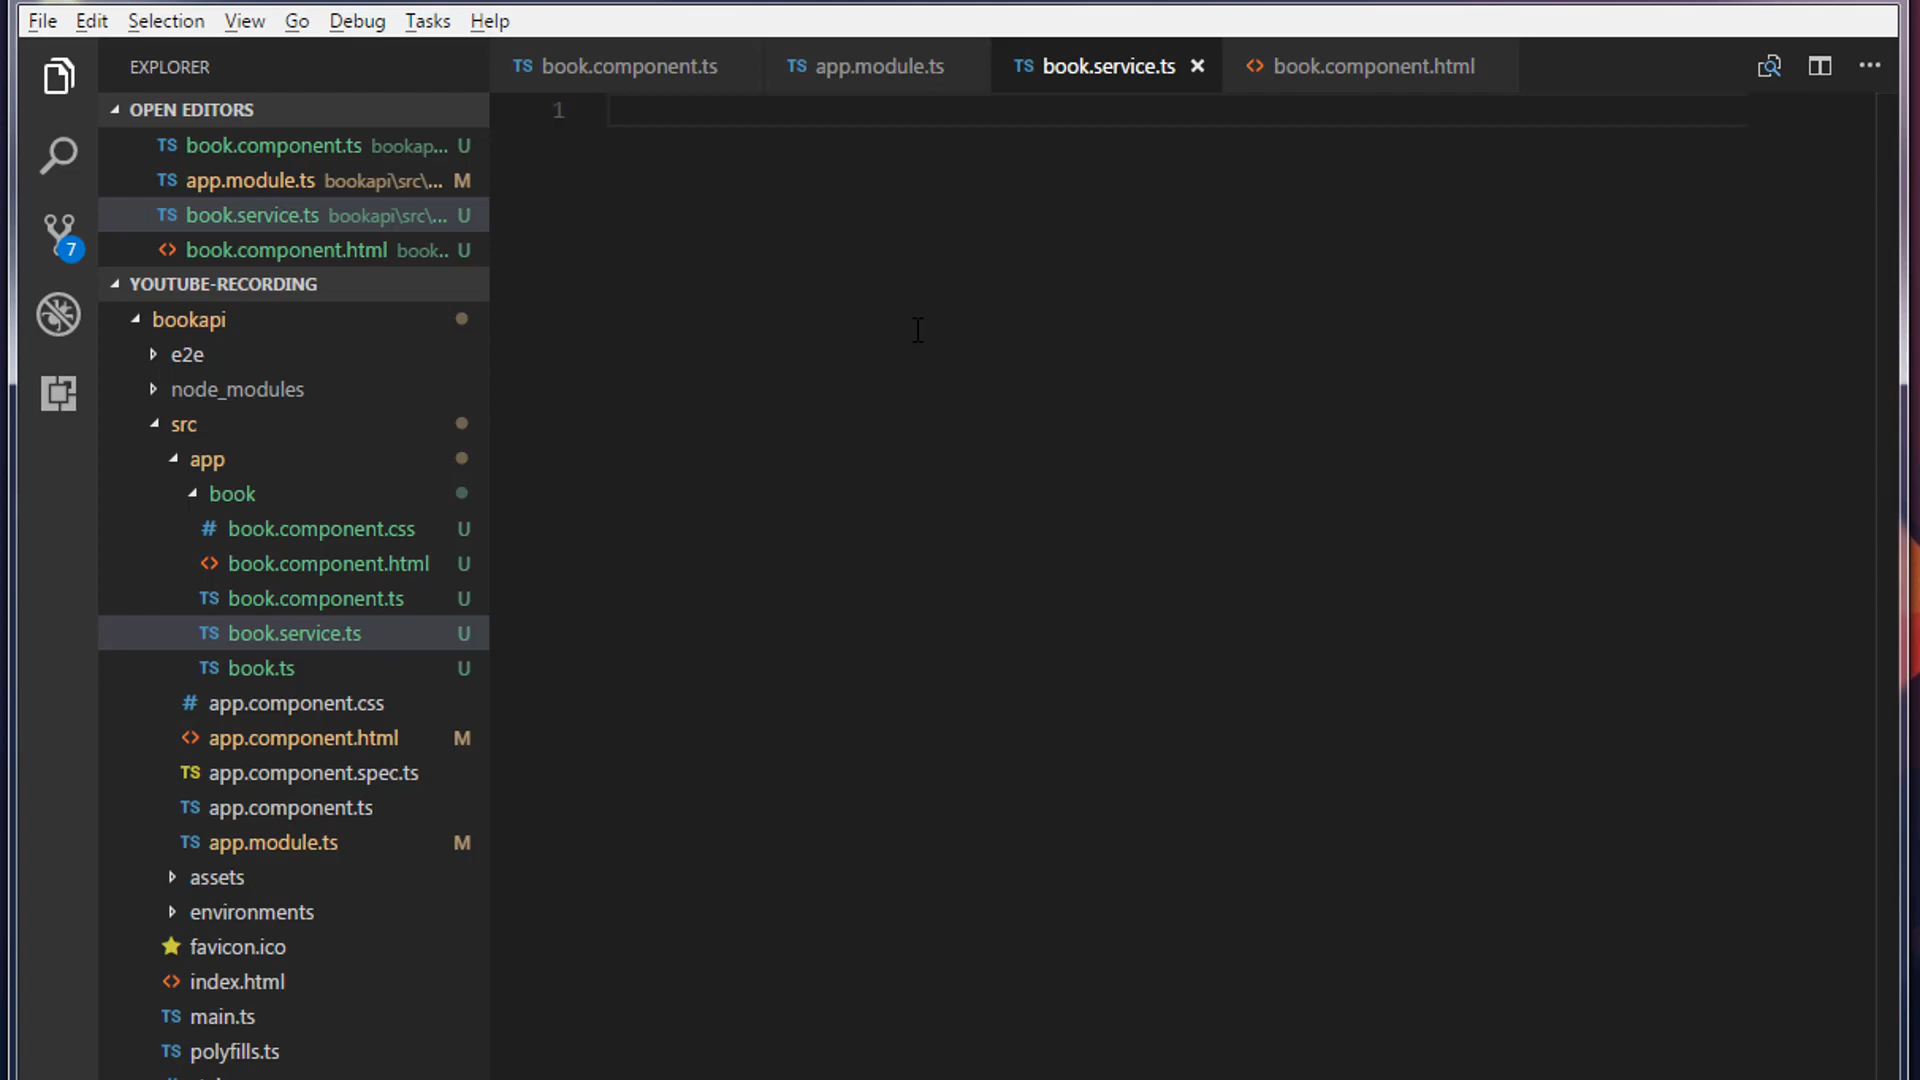 File Edit Selection View Go Debug Tasks Help
EXPLORER
TS book.component.ts
TS app.module.ts
TS book.service.ts
<> book.component.html
OPEN EDITORS
TS book.component.ts bookap... U
TS app.module.ts bookapi\src\... M
TS book.service.ts bookapi\src\... U
<> book.component.html book.. U
1
7
YOUTUBE-RECORDING
bookapi
e2e
node_modules
src
app
book
# book.component.css U
<> book.component.html U
TS book.component.ts U
TS book.service.ts U
TS book.ts U
# app.component.css
<> app.component.html M
TS app.component.spec.ts
TS app.component.ts
TS app.module.ts M
assets
environments
favicon.ico
<> index.html
TS main.ts
TS polyfills.ts